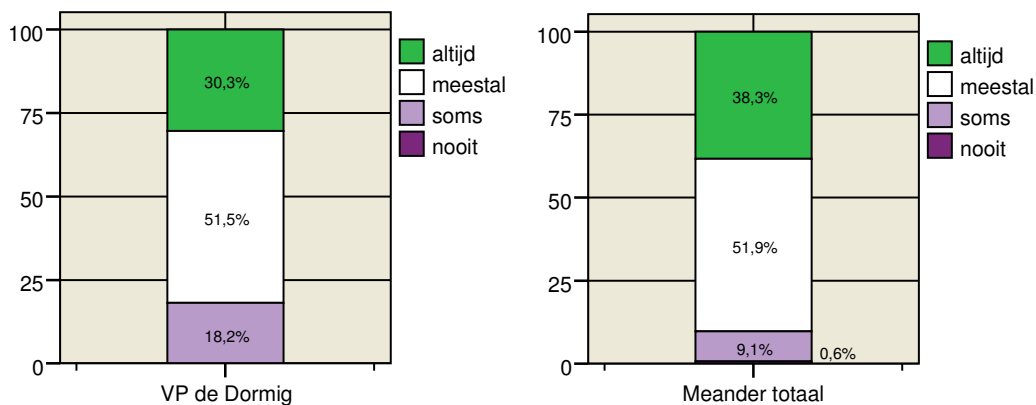 100
75
50
25
0
30,3%
51,5%
18,2%
VP de Dormig
altijd
meestal
soms
nooit
100
75
50
25
0
38,3%
51,9%
9,1%
0,6%
Meander totaal
altijd
meestal
soms
nooit